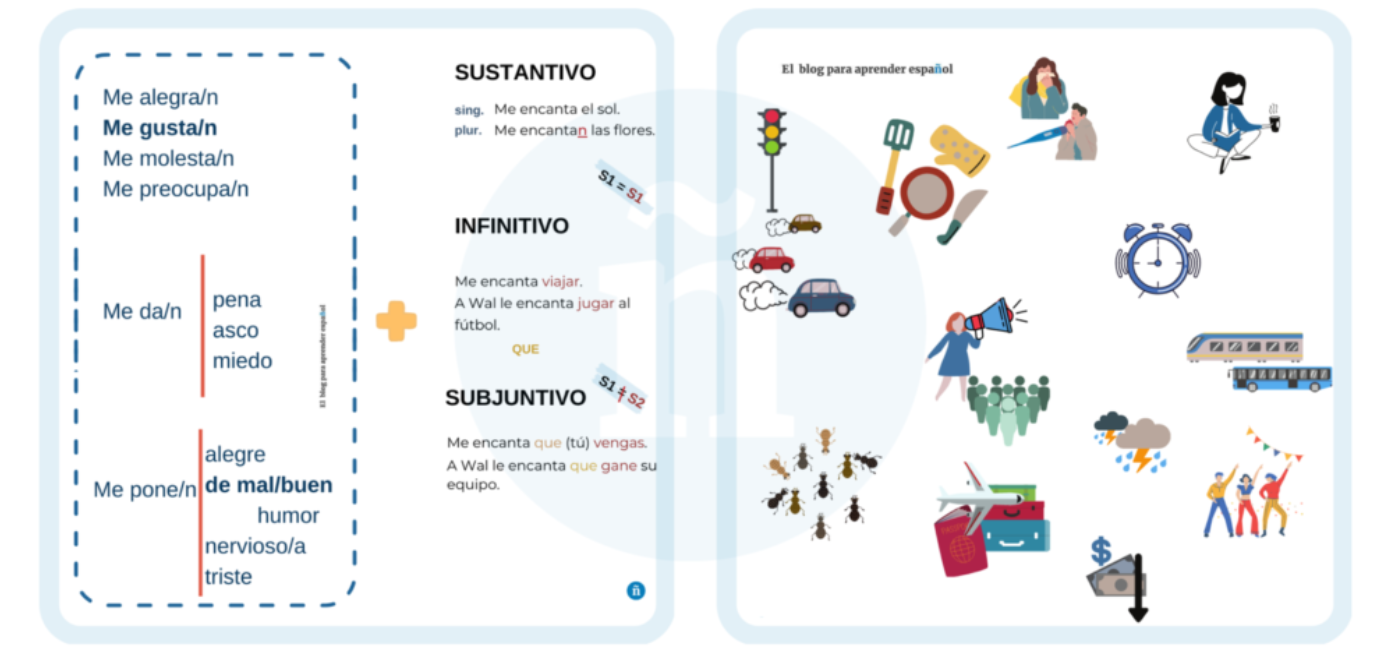 Me alegra/n
Me gusta/n
Me molesta/n
Me preocupa/n
Me da/n
pena
asco
miedo
Me pone/n
alegre
de mal/buen
humor
nervioso/a
triste
El blog para aprender español
SUSTANTIVO
sing. Me encanta el sol.
plur. Me encantan las flores.
S1 = S1
INFINITIVO
Me encanta viajar.
A Wal le encanta jugar al
fútbol.
QUE
S1 ≠ S2
SUBJUNTIVO
Me encanta que (tú) vengas.
A Wal le encanta que gane su
equipo.
ñ
ñ
El blog para aprender español
$